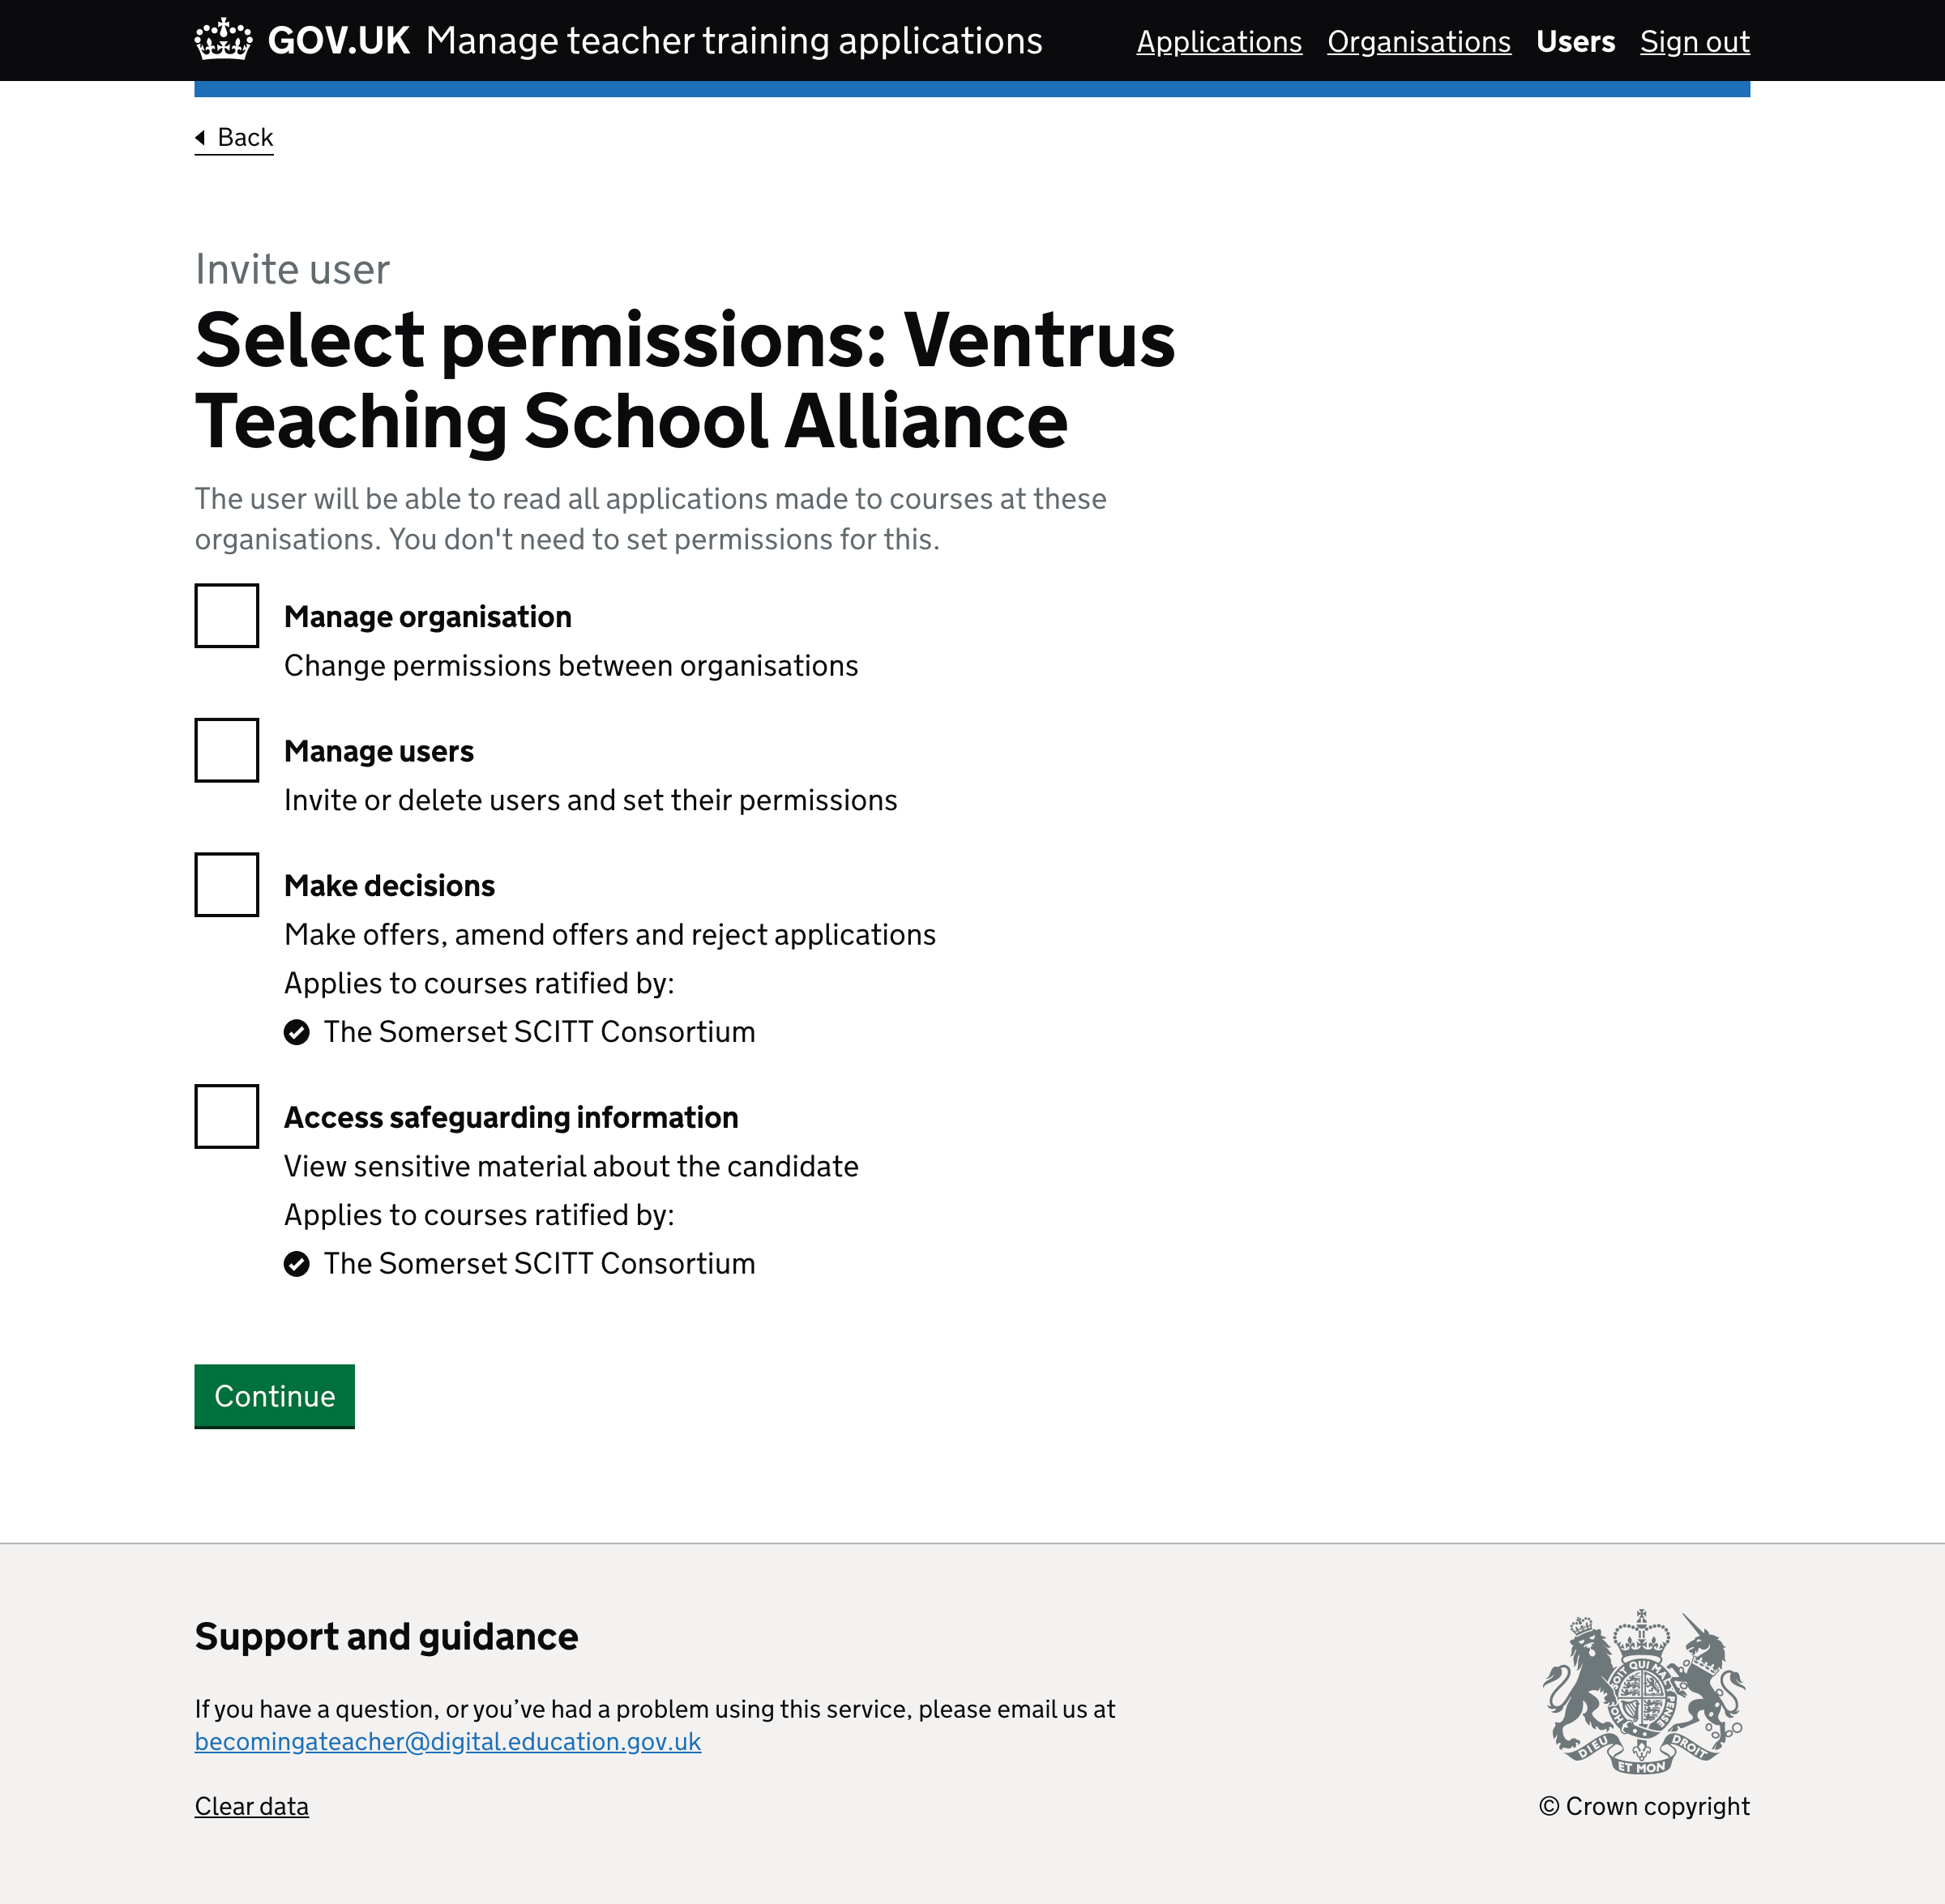 GOV.UK Manage teacher training applications
Applications Organisations Users Sign out
Back
Invite user
Select permissions: Ventrus
Teaching School Alliance
The user will be able to read all applications made to courses at these
organisations. You don't need to set permissions for this.
Manage organisation
Change permissions between organisations
Manage users
Invite or delete users and set their permissions
Make decisions
Make offers, amend offers and reject applications
Applies to courses ratified by:
The Somerset SCITT Consortium
Access safeguarding information
View sensitive material about the candidate
Applies to courses ratified by:
The Somerset SCITT Consortium
Continue
Support and guidance
If you have a question, or you’ve had a problem using this service, please email us at
becomingateacher@digital.education.gov.uk
Clear data
QUI MAL PENSE
DIEU ET MON DROIT
© Crown copyright